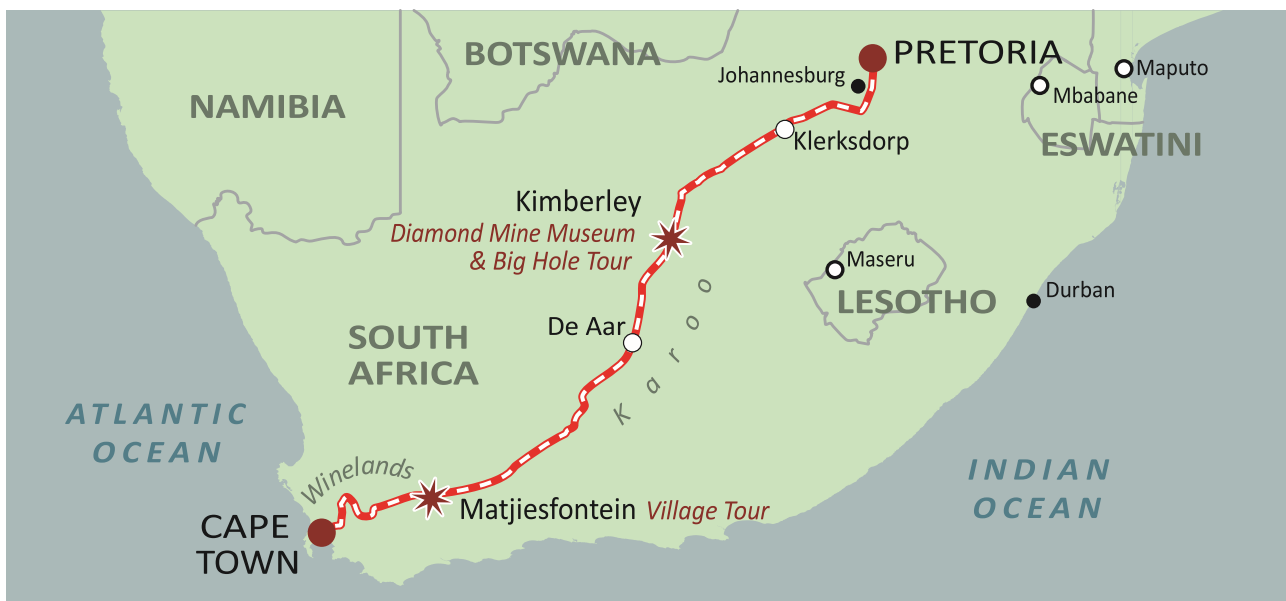 BOTSWANA
PRETORIA
Johannesburg
Maputo
Mbabane
NAMIBIA
Klerksdorp
ESWATINI
Kimberley
Diamond Mine Museum
& Big Hole Tour
Maseru
LESOTHO
Durban
De Aar
Karoo
SOUTH
AFRICA
ATLANTIC
OCEAN
Winelands
INDIAN
OCEAN
Matjiesfontein Village Tour
CAPE
TOWN